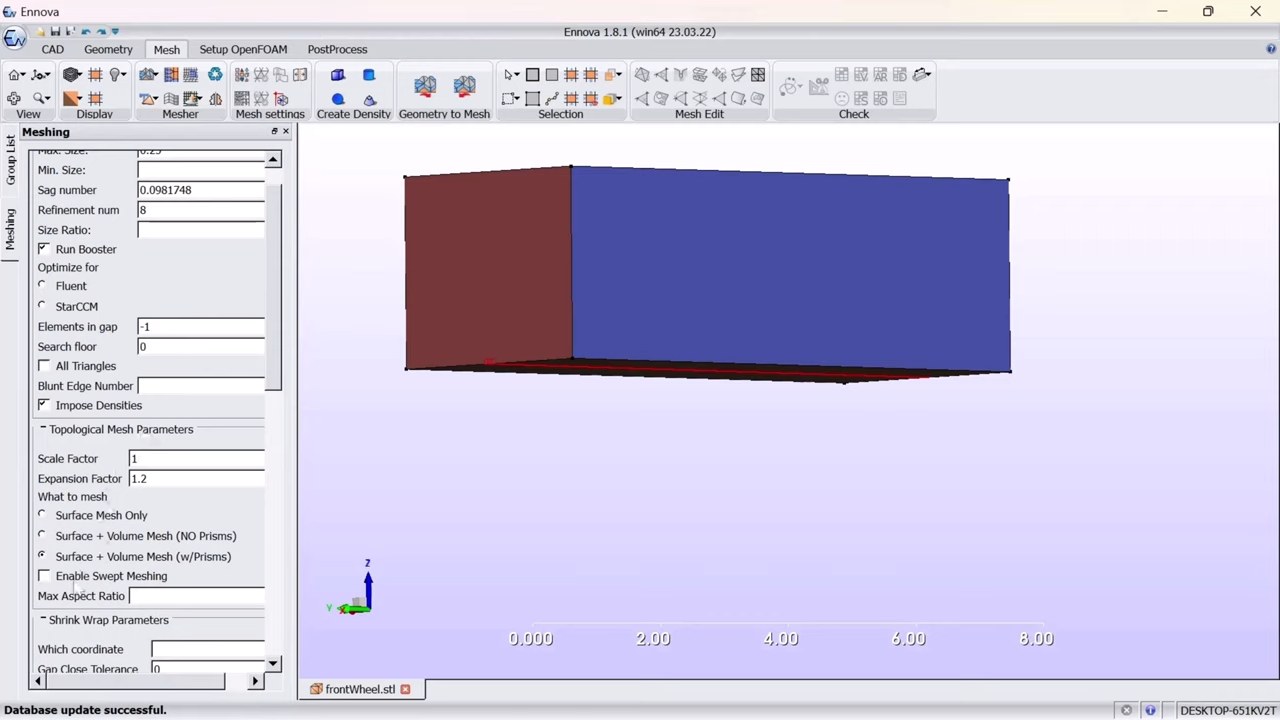 Ennova
Ennova 1.8.1 (win64 23.03.22)
CAD Geometry Mesh Setup OpenFOAM PostProcess
View Display Mesher Mesh settings Create Density Geometry to Mesh Selection Mesh Edit Check
Meshing
Group List
Meshing
Max. Size: 0.25
Min. Size:
Sag number 0.0981748
Refinement num 8
Size Ratio:
Run Booster
Optimize for
Fluent
StarCCM
Elements in gap -1
Search floor 0
All Triangles
Blunt Edge Number
Impose Densities
Topological Mesh Parameters
Scale Factor 1
Expansion Factor 1.2
What to mesh
Surface Mesh Only
Surface + Volume Mesh (NO Prisms)
Surface + Volume Mesh (w/Prisms)
Enable Swept Meshing
Max Aspect Ratio
Shrink Wrap Parameters
Which coordinate
Gap Close Tolerance 0
Z
Y
0.000 2.00 4.00 6.00 8.00
frontWheel.stl
Database update successful.
DESKTOP-651KV2T